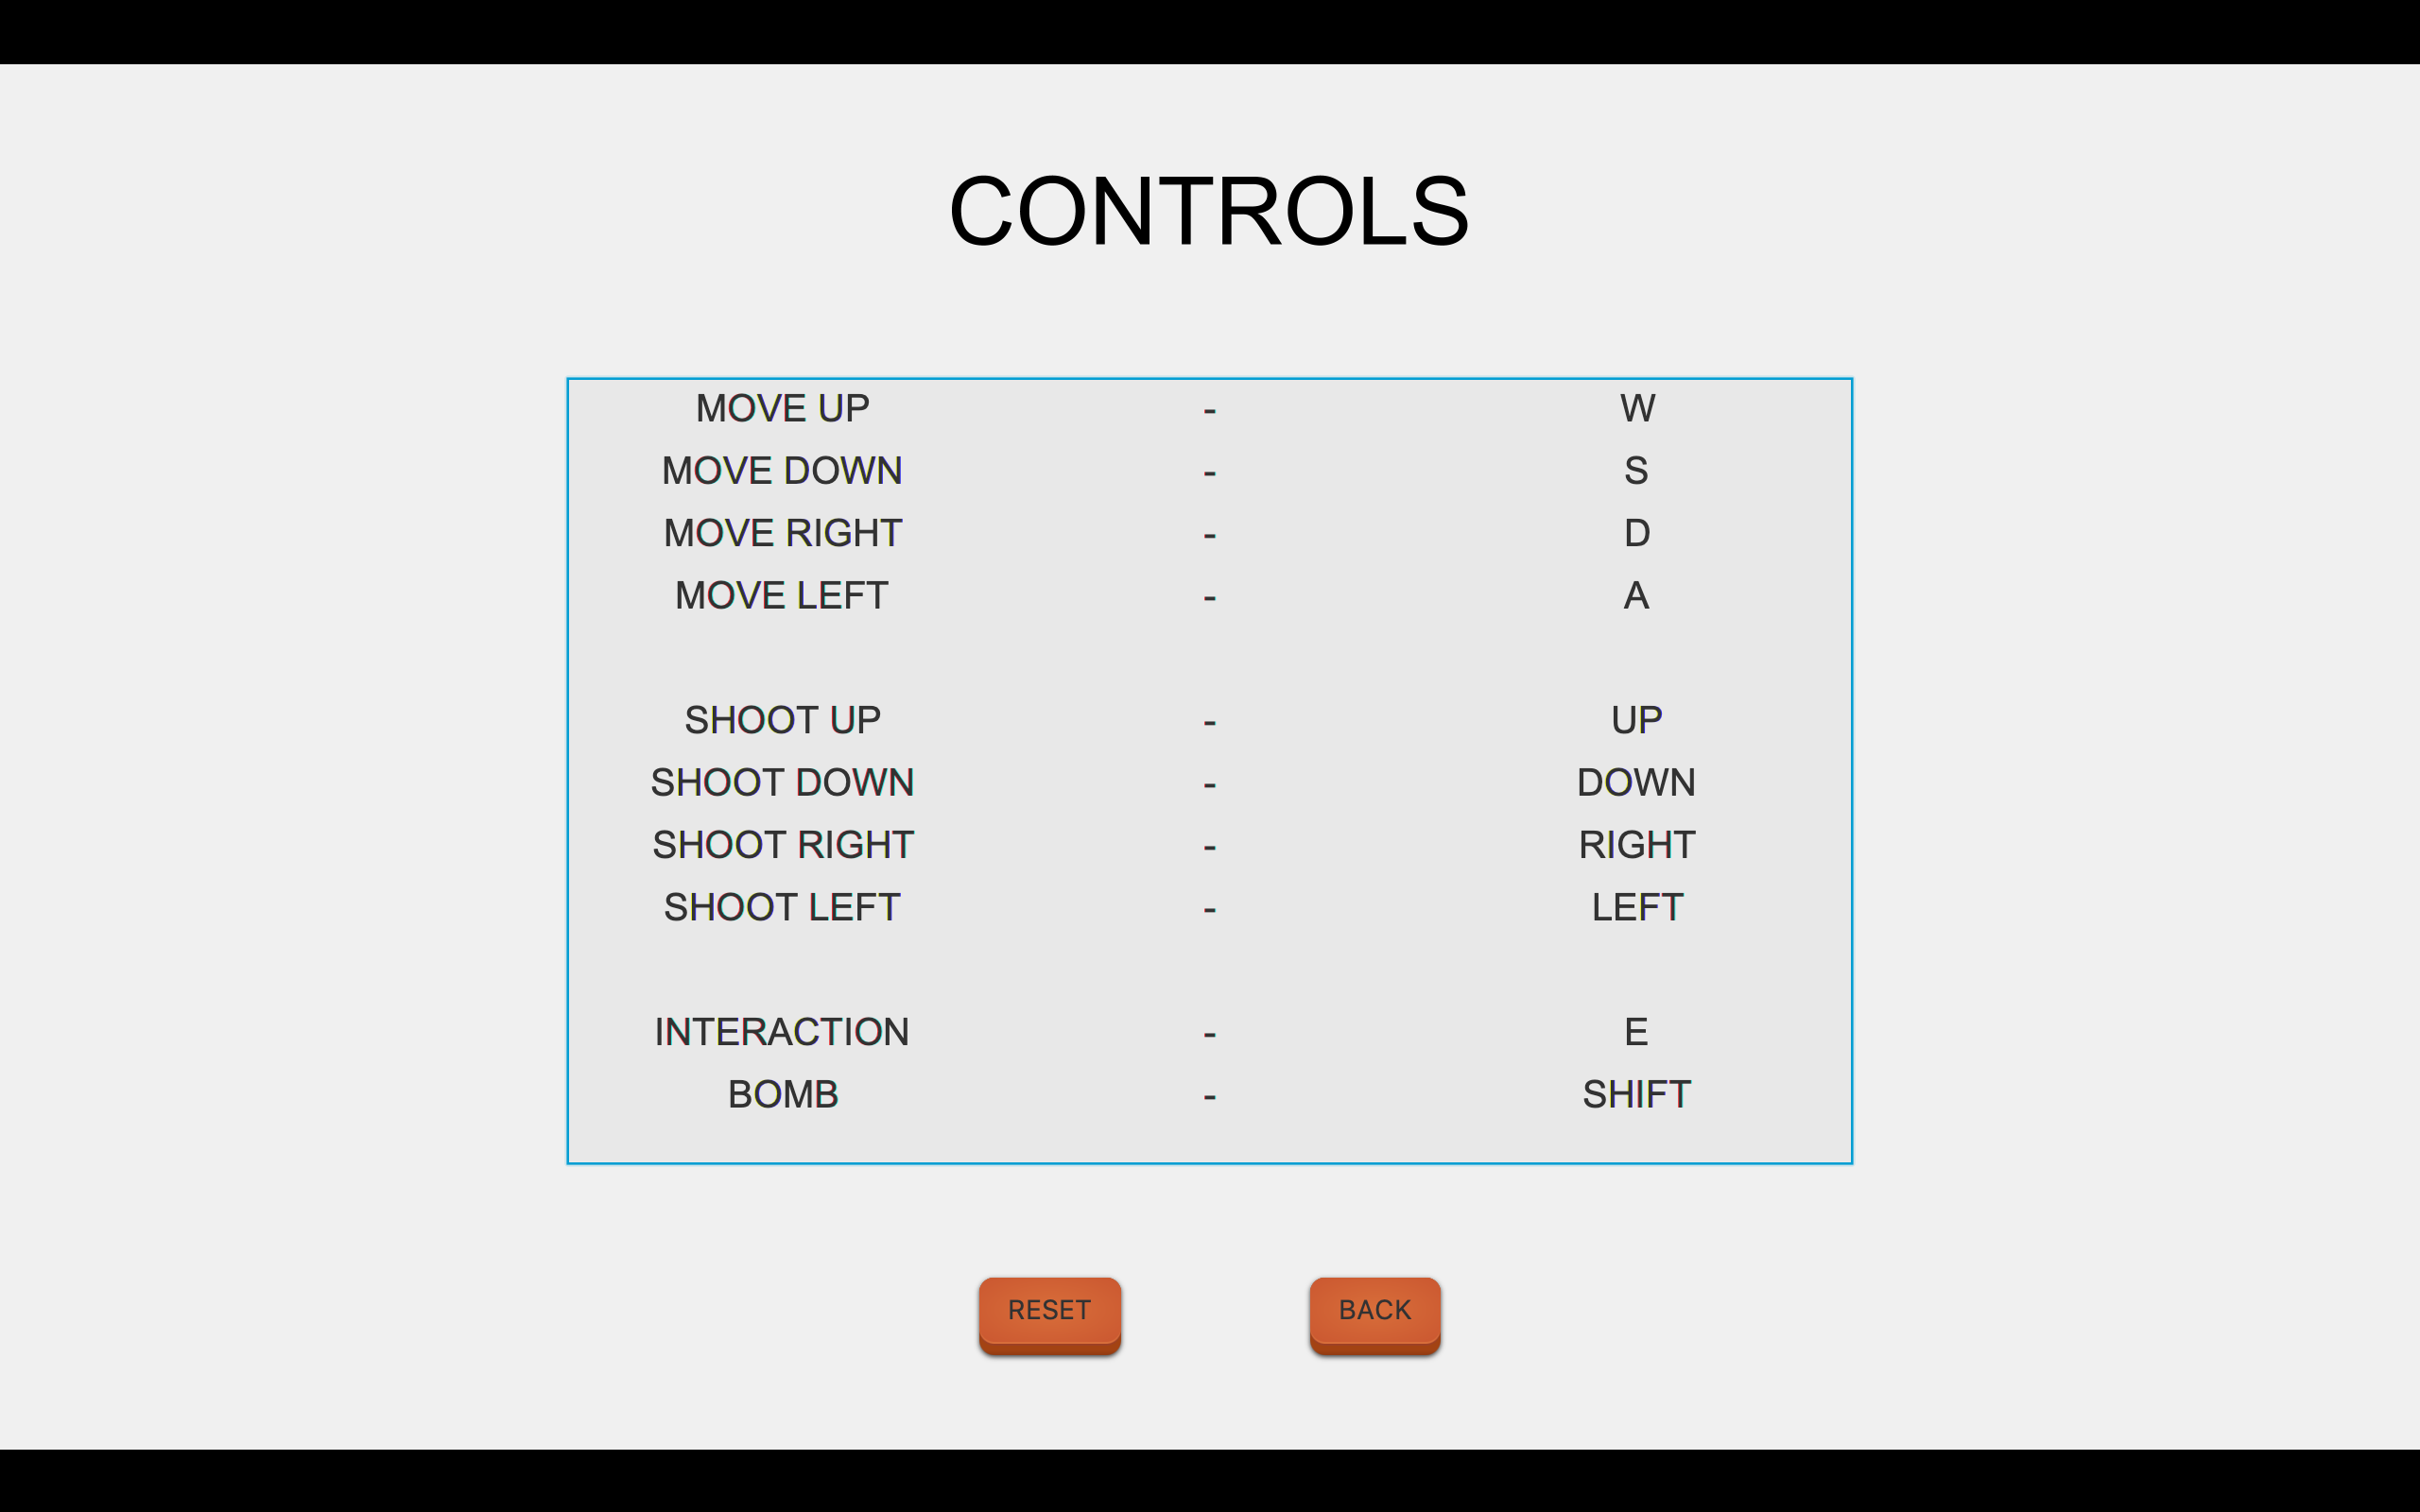 CONTROLS
MOVE UP - W
MOVE DOWN - S
MOVE RIGHT - D
MOVE LEFT - A
SHOOT UP - UP
SHOOT DOWN - DOWN
SHOOT RIGHT - RIGHT
SHOOT LEFT - LEFT
INTERACTION - E
BOMB - SHIFT
RESET BACK